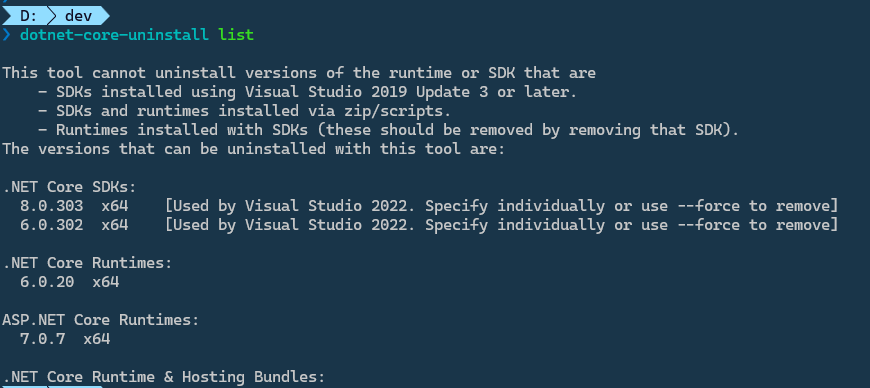 D: dev
❯ dotnet-core-uninstall list
This tool cannot uninstall versions of the runtime or SDK that are
- SDKs installed using Visual Studio 2019 Update 3 or later.
- SDKs and runtimes installed via zip/scripts.
- Runtimes installed with SDKs (these should be removed by removing that SDK).
The versions that can be uninstalled with this tool are:
.NET Core SDKs:
8.0.303 x64 [Used by Visual Studio 2022. Specify individually or use --force to remove]
6.0.302 x64 [Used by Visual Studio 2022. Specify individually or use --force to remove]
.NET Core Runtimes:
6.0.20 x64
ASP.NET Core Runtimes:
7.0.7 x64
.NET Core Runtime & Hosting Bundles: